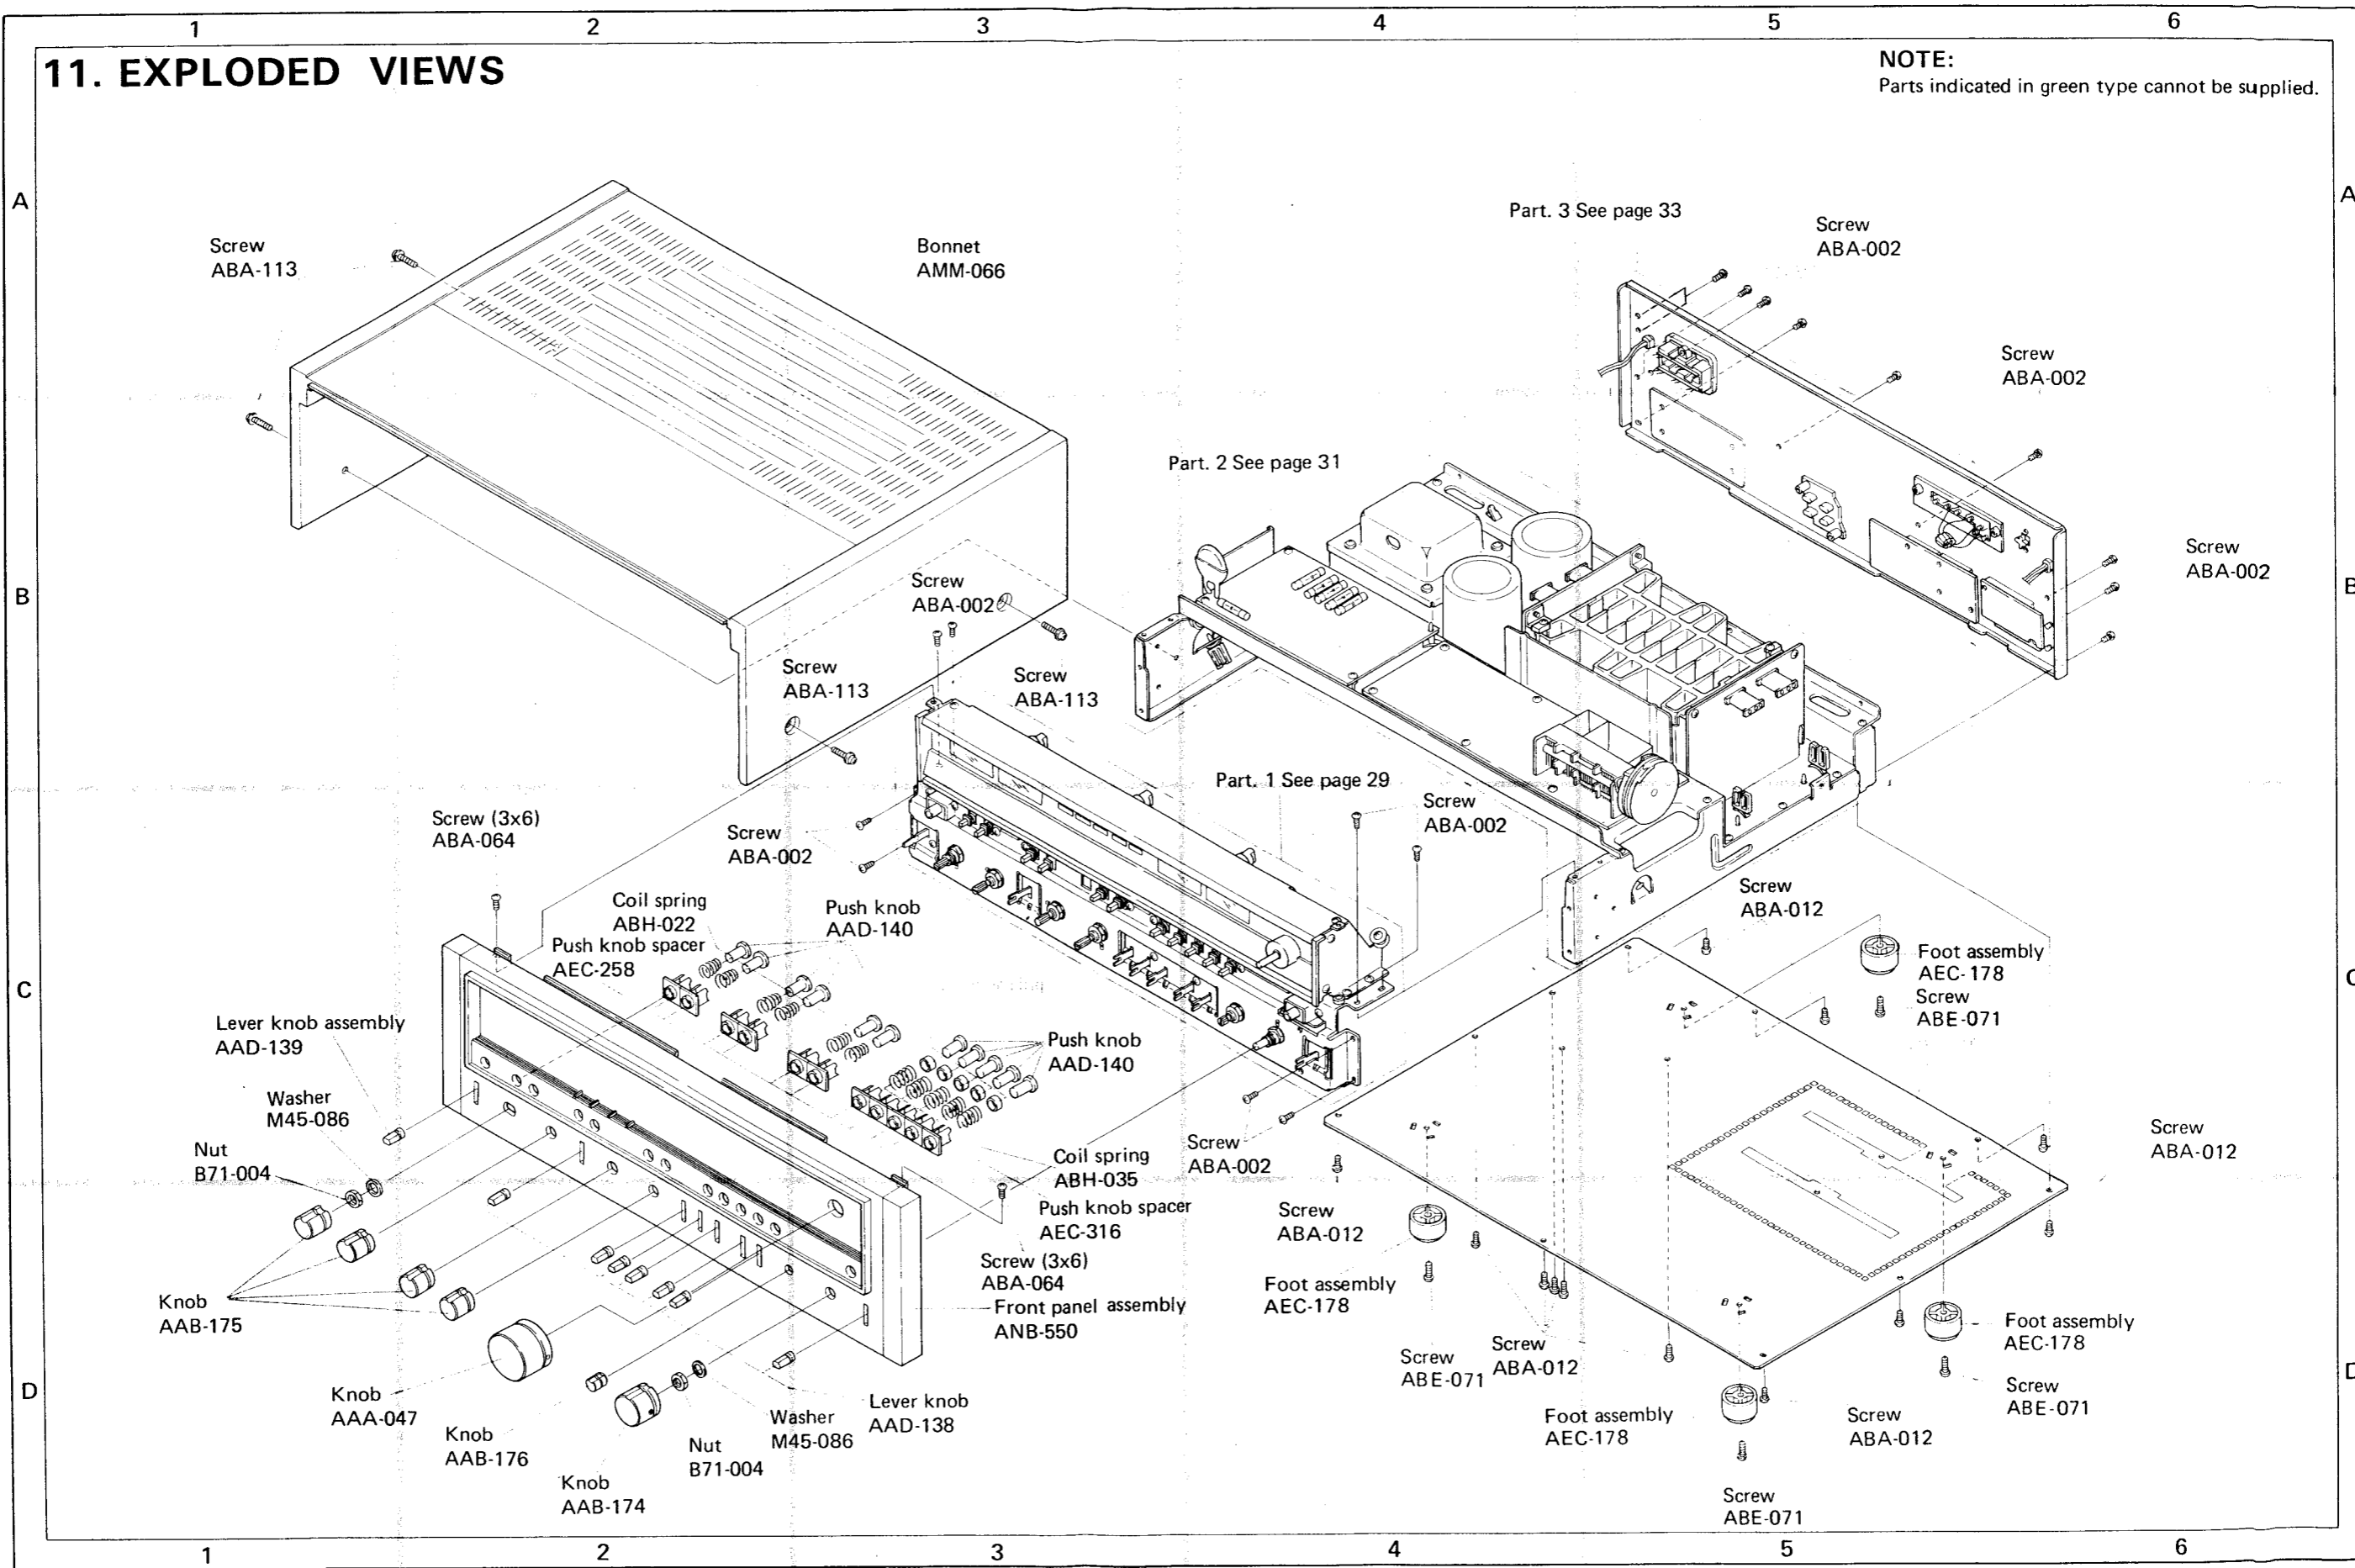 1 2 3 4 5 6
11. EXPLODED VIEWS
NOTE:
Parts indicated in green type cannot be supplied.
A
A
Screw
ABA-113
Bonnet
AMM-066
Part. 3 See page 33
Screw
ABA-002
Screw
ABA-002
Part. 2 See page 31
Screw
ABA-002
B
B
Screw
ABA-002
Screw
ABA-113
Screw
ABA-113
Part. 1 See page 29
Screw
ABA-002
Screw (3x6)
ABA-064
Screw
ABA-002
Screw
ABA-012
Coil spring
ABH-022
Push knob
AAD-140
Push knob spacer
AEC-258
Foot assembly
AEC-178
Screw
ABE-071
C
C
Lever knob assembly
AAD-139
Push knob
AAD-140
Washer
M45-086
Nut
B71-004
Screw
ABA-002
Screw
ABA-012
Coil spring
ABH-035
Push knob spacer
AEC-316
Screw
ABA-012
Screw (3x6)
ABA-064
Foot assembly
AEC-178
Knob
AAB-175
Front panel assembly
ANB-550
Foot assembly
AEC-178
Screw
ABE-071
Screw
ABA-012
Screw
ABE-071
D
D
Knob
AAA-047
Lever knob
AAD-138
Washer
M45-086
Foot assembly
AEC-178
Screw
ABA-012
Knob
AAB-176
Nut
B71-004
Knob
AAB-174
Screw
ABE-071
1 2 3 4 5 6